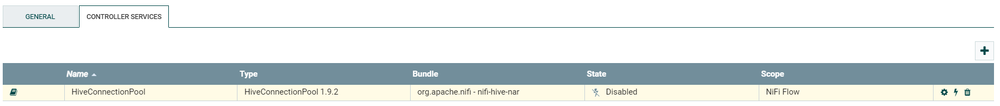 GENERAL CONTROLLER SERVICES
Name Type Bundle State Scope
HiveConnectionPool HiveConnectionPool 1.9.2 org.apache.nifi - nifi-hive-nar Disabled NiFi Flow